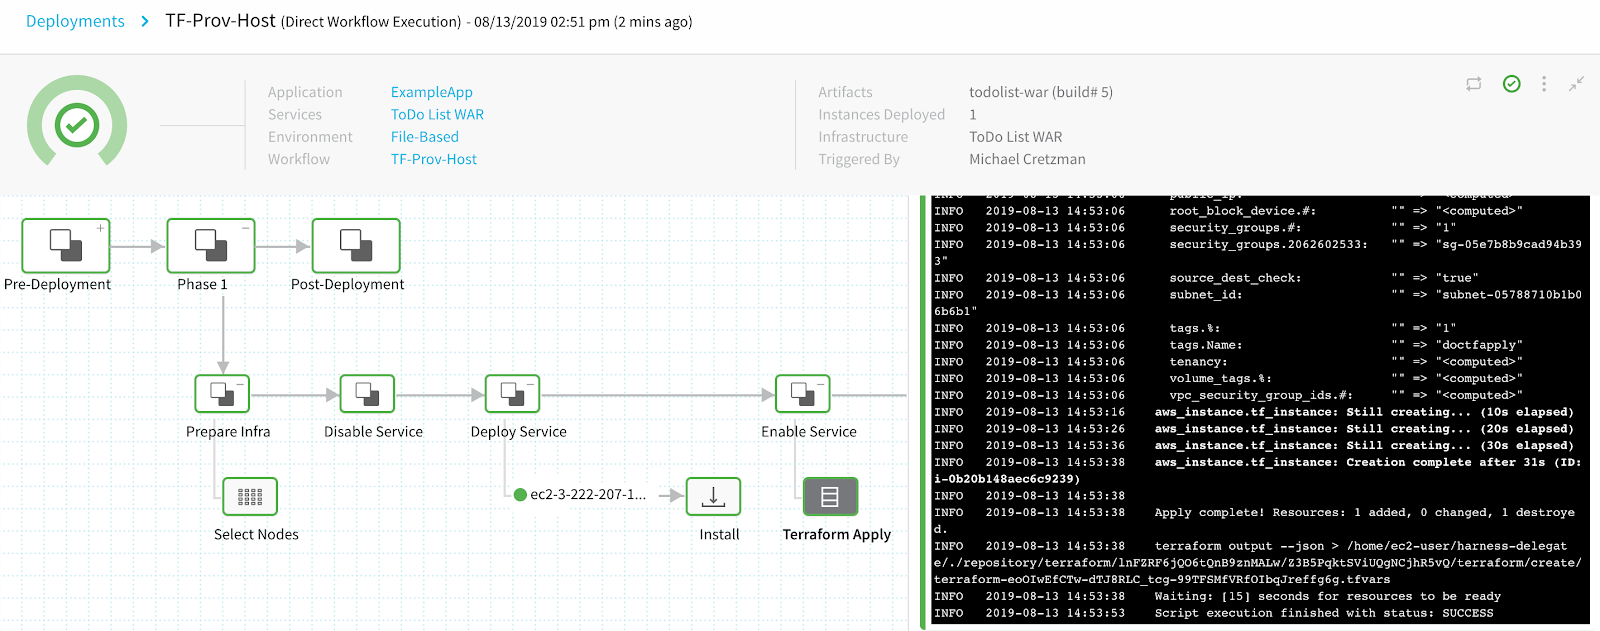 Deployments > TF-Prov-Host (Direct Workflow Execution) - 08/13/2019 02:51 pm (2 mins ago)
Application ExampleApp
Services ToDo List WAR
Environment File-Based
Workflow TF-Prov-Host
Artifacts todolist-war (build# 5)
Instances Deployed 1
Infrastructure ToDo List WAR
Triggered By Michael Cretzman
Pre-Deployment
Phase 1
Post-Deployment
Prepare Infra
Disable Service
Deploy Service
Enable Service
ec2-3-222-207-1...
Select Nodes
Install
Terraform Apply
INFO 2019-08-13 14:53:06 public_ip: "" => "<computed>"
INFO 2019-08-13 14:53:06 root_block_device.#: "" => "<computed>"
INFO 2019-08-13 14:53:06 security_groups.#: "" => "1"
INFO 2019-08-13 14:53:06 security_groups.2062602533: "" => "sg-05e7b8b9cad94b39
3"
INFO 2019-08-13 14:53:06 source_dest_check: "" => "true"
INFO 2019-08-13 14:53:06 subnet_id: "" => "subnet-05788710b1b0
6b6b1"
INFO 2019-08-13 14:53:06 tags.%: "" => "1"
INFO 2019-08-13 14:53:06 tags.Name: "" => "doctfapply"
INFO 2019-08-13 14:53:06 tenancy: "" => "<computed>"
INFO 2019-08-13 14:53:06 volume_tags.%: "" => "<computed>"
INFO 2019-08-13 14:53:06 vpc_security_group_ids.#: "" => "<computed>"
INFO 2019-08-13 14:53:16 aws_instance.tf_instance: Still creating... (10s elapsed)
INFO 2019-08-13 14:53:26 aws_instance.tf_instance: Still creating... (20s elapsed)
INFO 2019-08-13 14:53:36 aws_instance.tf_instance: Still creating... (30s elapsed)
INFO 2019-08-13 14:53:38 aws_instance.tf_instance: Creation complete after 31s (ID:
i-0b20b148aec6c9239)
INFO 2019-08-13 14:53:38
INFO 2019-08-13 14:53:38 Apply complete! Resources: 1 added, 0 changed, 1 destroye
d.
INFO 2019-08-13 14:53:38 terraform output --json > /home/ec2-user/harness-delegat
e/./repository/terraform/lnFZRF6jQO6tQnB9znMALw/Z3B5PqktSViUQgNCjhR5vQ/terraform/create/
terraform-eoOIwEfCTw-dTJ8RLC_tcg-99TFSMfVRfOIbqJreffg6g.tfvars
INFO 2019-08-13 14:53:38 Waiting: [15] seconds for resources to be ready
INFO 2019-08-13 14:53:53 Script execution finished with status: SUCCESS